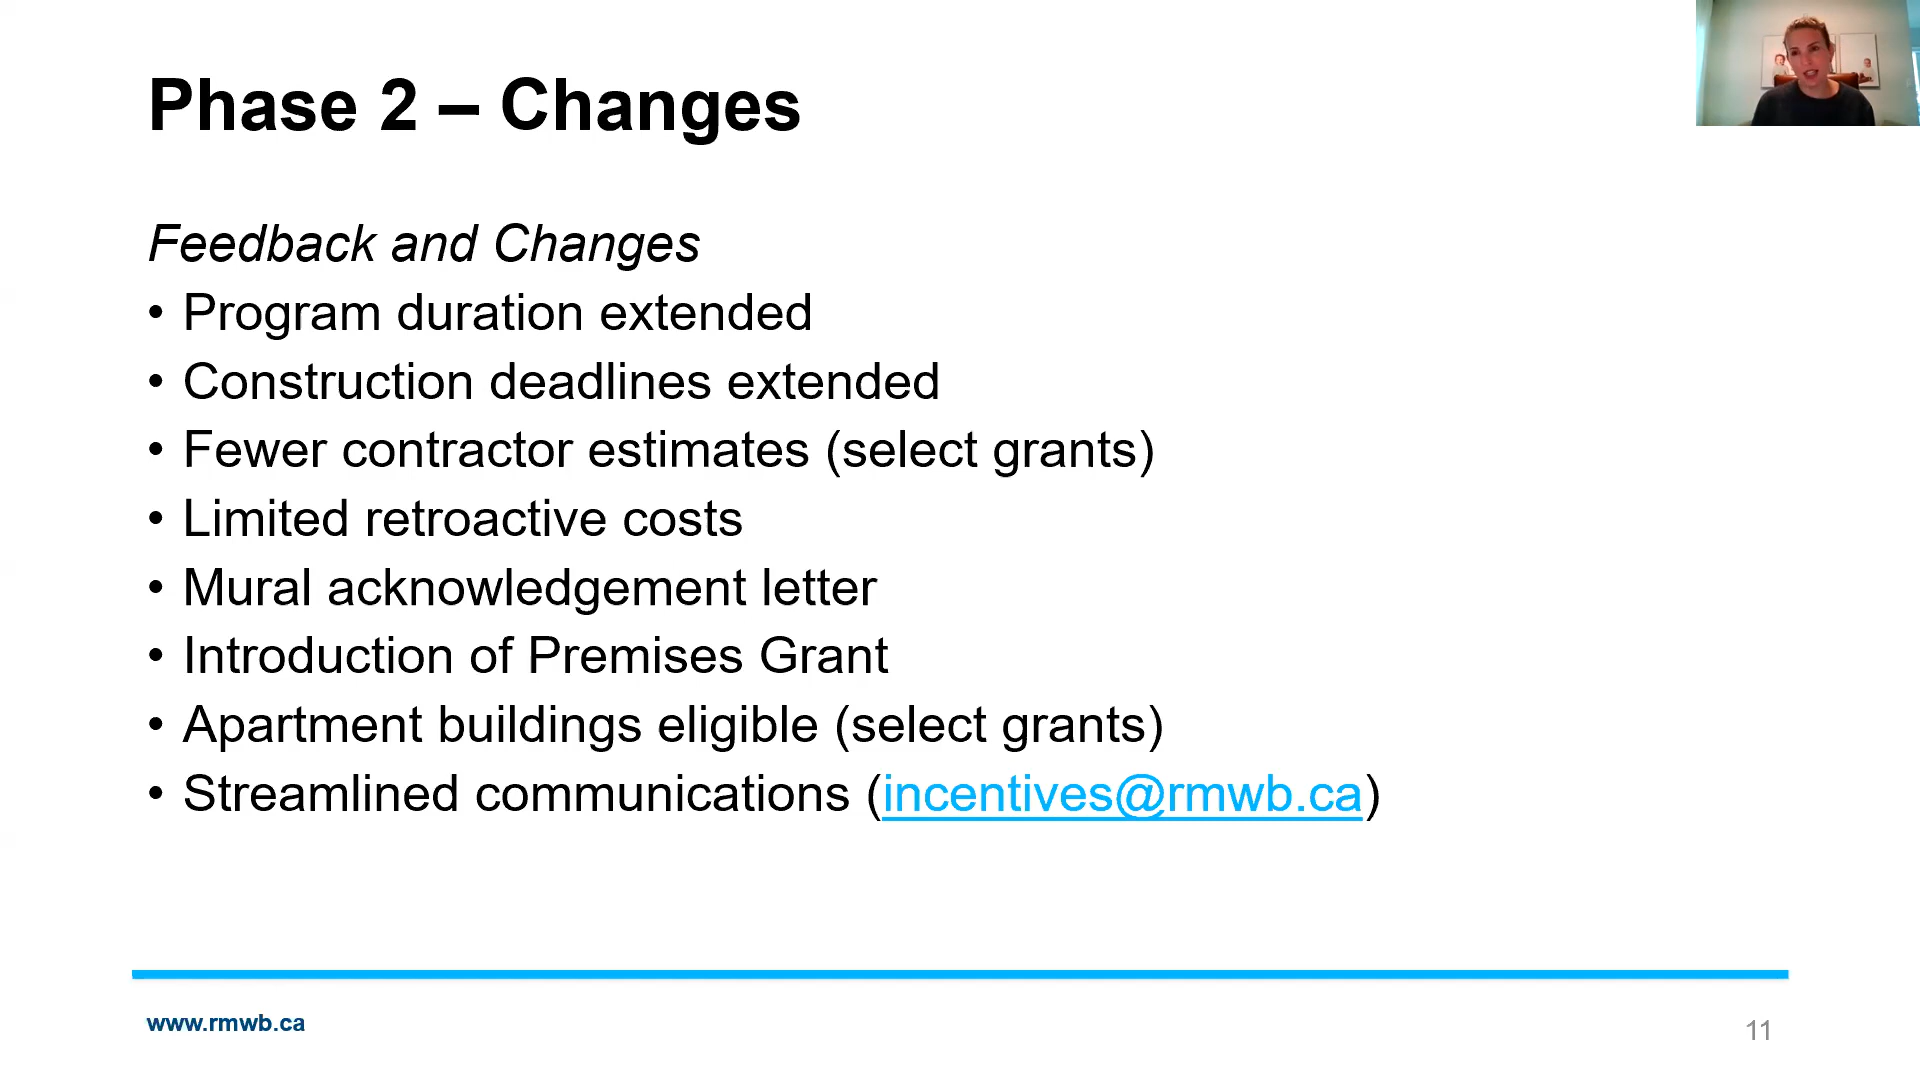 Phase 2 – Changes
Feedback and Changes
• Program duration extended
• Construction deadlines extended
• Fewer contractor estimates (select grants)
• Limited retroactive costs
• Mural acknowledgement letter
• Introduction of Premises Grant
• Apartment buildings eligible (select grants)
• Streamlined communications (incentives@rmwb.ca)
www.rmwb.ca
11